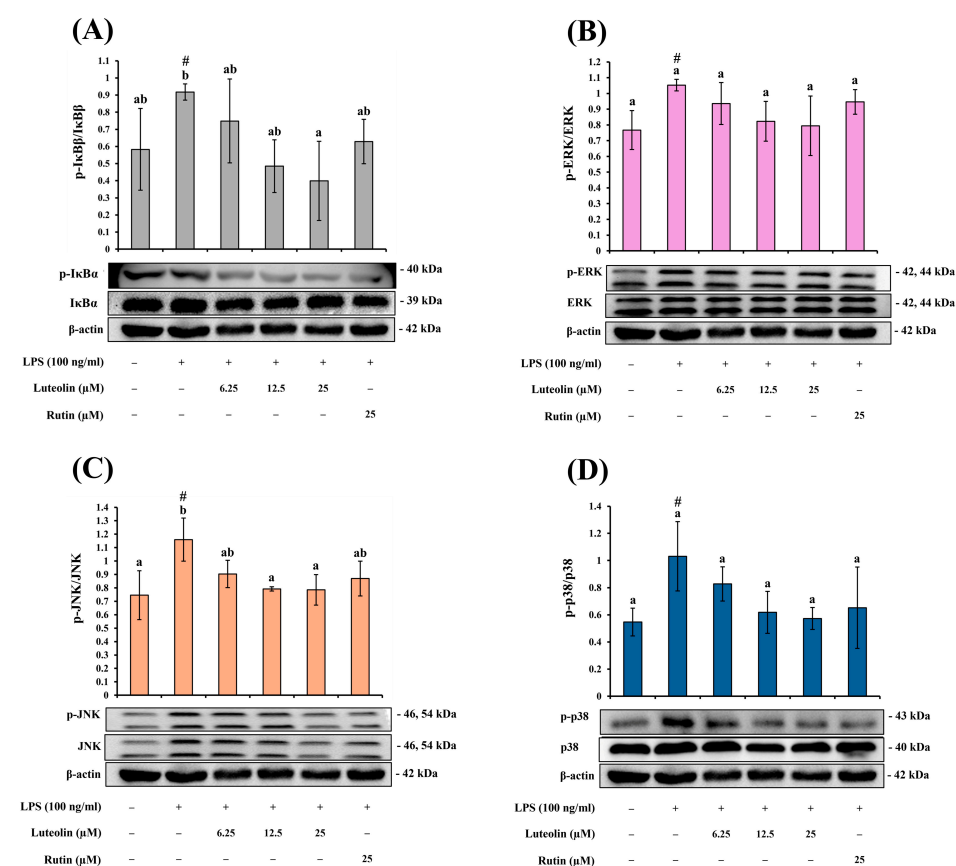 (A)
p-IκBβ/IκBβ
1.1
1
0.9
0.8
0.7
0.6
0.5
0.4
0.3
0.2
0.1
0
ab
#
b
ab
ab
a
ab
p-IκBα - 40 kDa
IκBα - 39 kDa
β-actin - 42 kDa
LPS (100 ng/ml) – + + + + +
Luteolin (µM) – – 6.25 12.5 25 –
Rutin (µM) – – – – – 25
(B)
p-ERK/ERK
1.2
1.1
1
0.9
0.8
0.7
0.6
0.5
0.4
0.3
0.2
0.1
0
a
#
a
a
a
a
a
p-ERK - 42, 44 kDa
ERK - 42, 44 kDa
β-actin - 42 kDa
LPS (100 ng/ml) – + + + + +
Luteolin (µM) – – 6.25 12.5 25 –
Rutin (µM) – – – – – 25
(C)
p-JNK/JNK
1.4
1.3
1.2
1.1
1
0.9
0.8
0.7
0.6
0.5
0.4
0.3
0.2
0.1
0
a
#
b
ab
a
a
ab
p-JNK - 46, 54 kDa
JNK - 46, 54 kDa
β-actin - 42 kDa
LPS (100 ng/ml) – + + + + +
Luteolin (µM) – – 6.25 12.5 25 –
Rutin (µM) – – – – – 25
(D)
p-p38/p38
1.4
1.2
1
0.8
0.6
0.4
0.2
0
a
#
a
a
a
a
a
p-p38 - 43 kDa
p38 - 40 kDa
β-actin - 42 kDa
LPS (100 ng/ml) – + + + + +
Luteolin (µM) – – 6.25 12.5 25 –
Rutin (µM) – – – – – 25